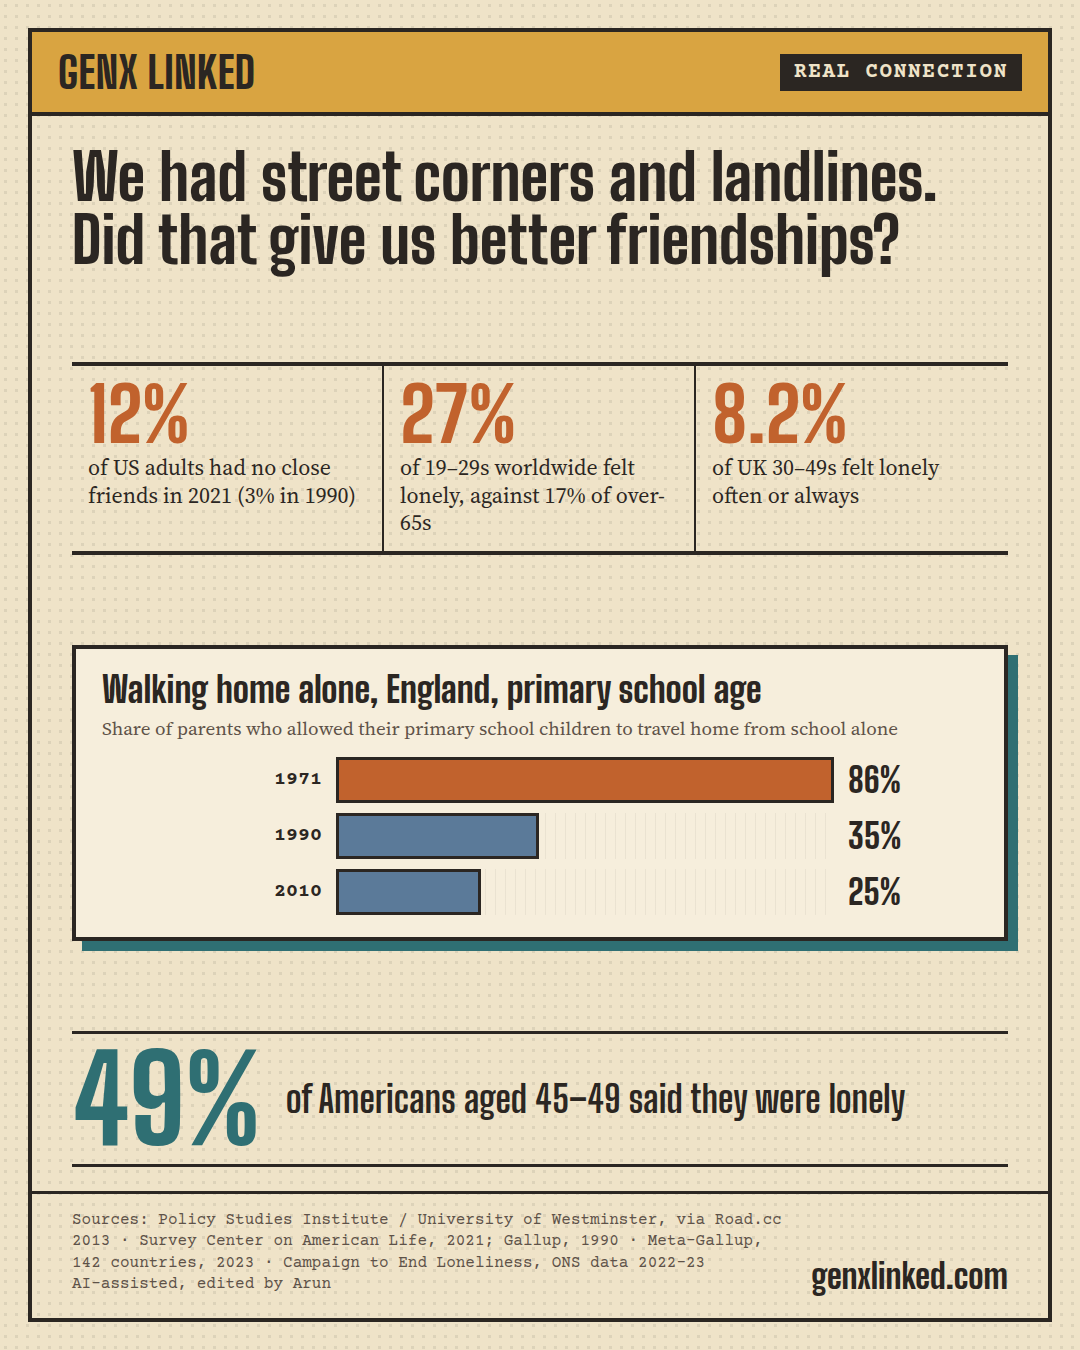 GENX LINKED
REAL CONNECTION
We had street corners and landlines.
Did that give us better friendships?
12%
of US adults had no close
friends in 2021 (3% in 1990)
27%
of 19–29s worldwide felt
lonely, against 17% of over-
65s
8.2%
of UK 30–49s felt lonely
often or always
Walking home alone, England, primary school age
Share of parents who allowed their primary school children to travel home from school alone
1971 86%
1990 35%
2010 25%
49%
of Americans aged 45–49 said they were lonely
Sources: Policy Studies Institute / University of Westminster, via Road.cc
2013 · Survey Center on American Life, 2021; Gallup, 1990 · Meta-Gallup,
142 countries, 2023 · Campaign to End Loneliness, ONS data 2022-23
AI-assisted, edited by Arun
genxlinked.com